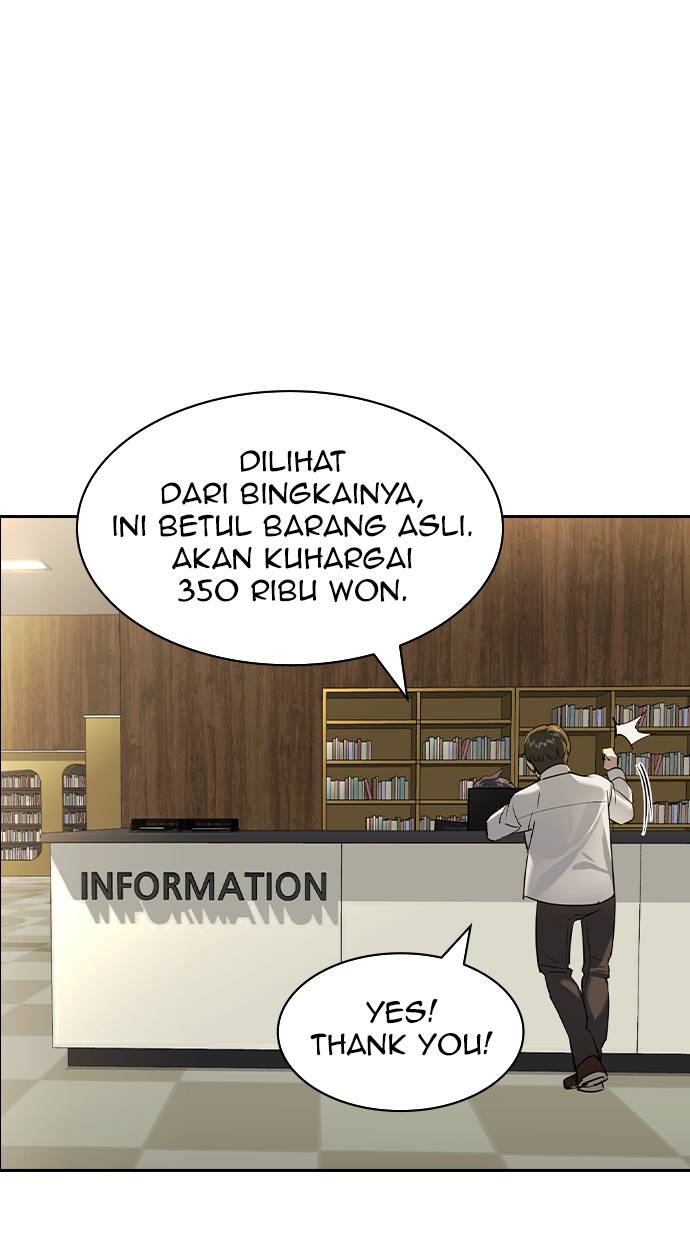 DILIHAT
DARI BINGKAINYA,
INI BETUL BARANG ASLI.
AKAN KUHARGAI
350 RIBU WON.
INFORMATION
YES!
THANK YOU!